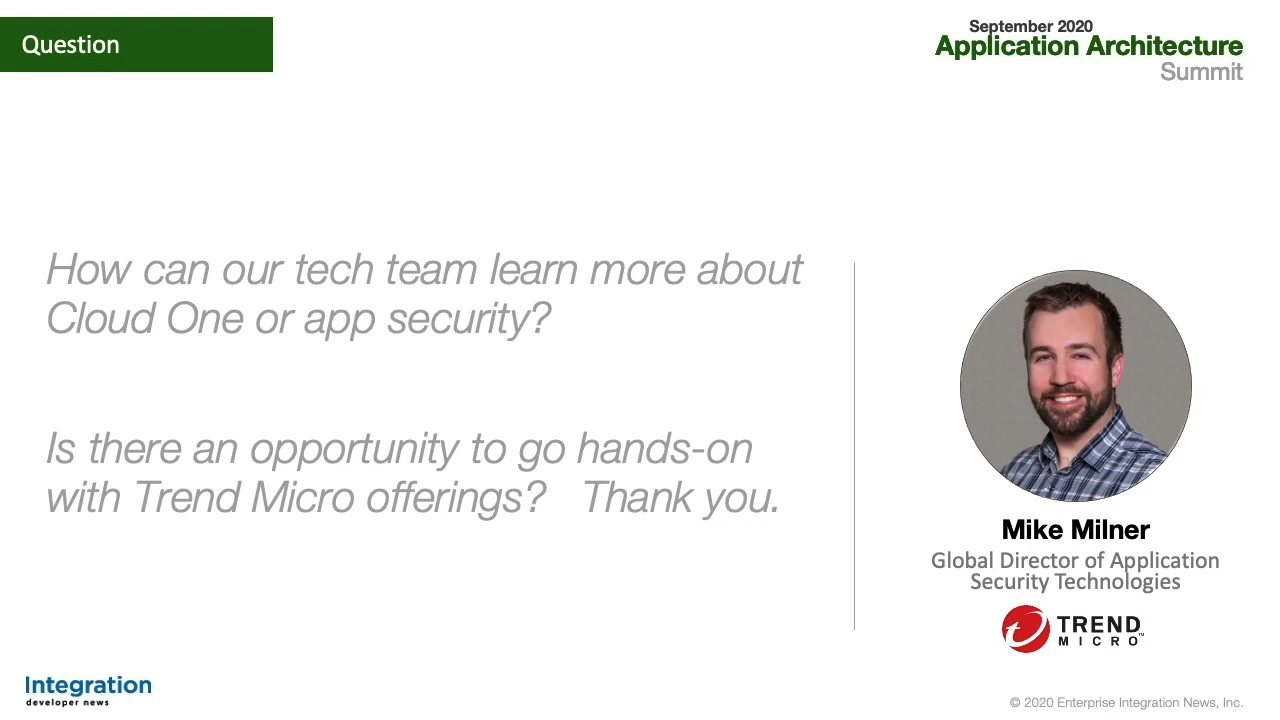 Question
September 2020
Application Architecture
Summit
How can our tech team learn more about
Cloud One or app security?
Is there an opportunity to go hands-on
with Trend Micro offerings? Thank you.
Mike Milner
Global Director of Application
Security Technologies
TREND
MICRO™
Integration
developer news
© 2020 Enterprise Integration News, Inc.